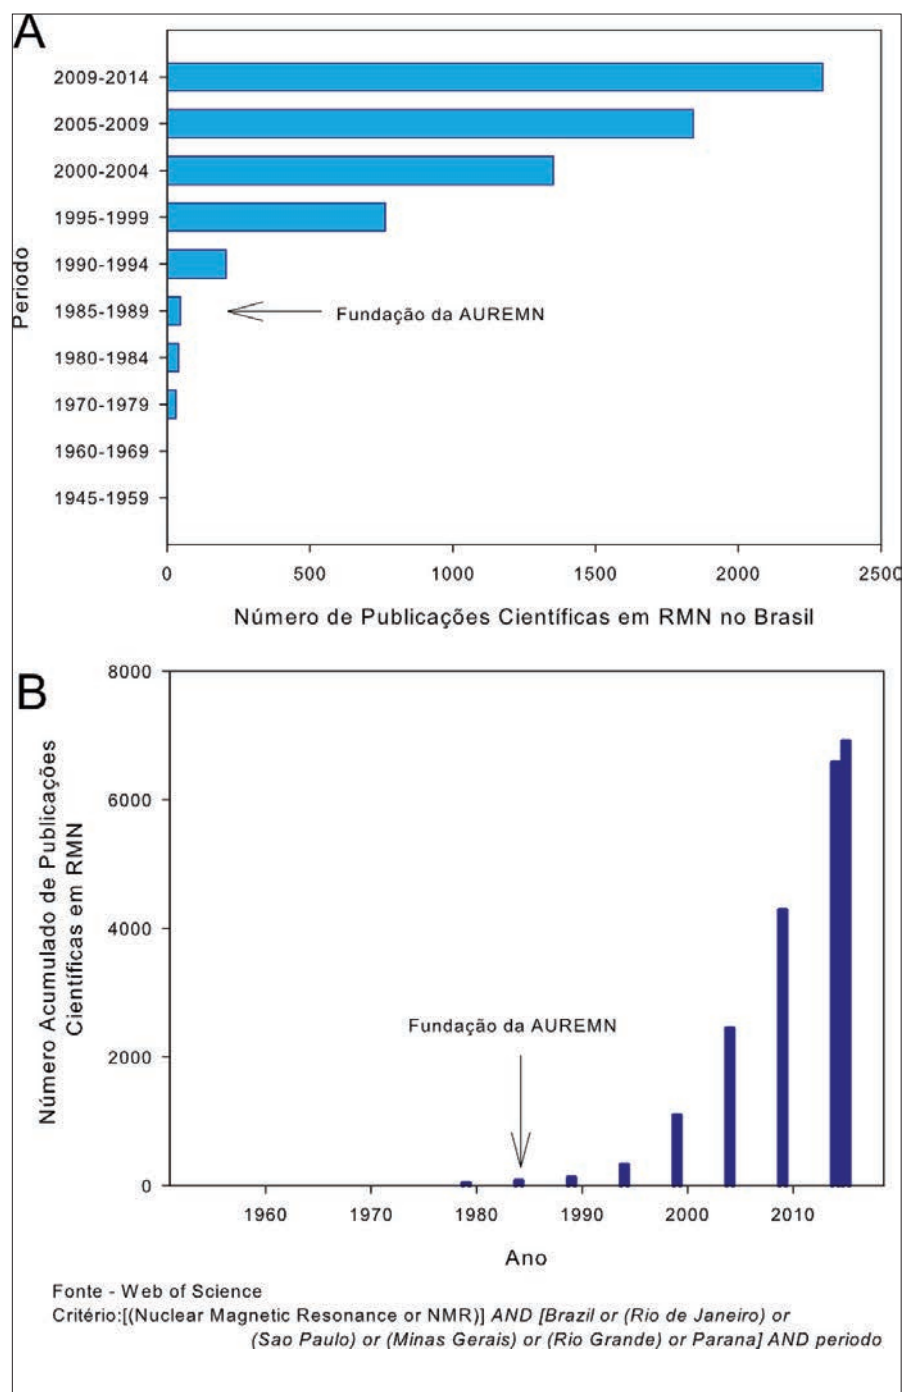 A
2009-2014
2005-2009
2000-2004
1995-1999
1990-1994
1985-1989
1980-1984
1970-1979
1960-1969
1945-1959
Periodo
Fundação da AUREMN
0 500 1000 1500 2000 2500
Número de Publicações Científicas em RMN no Brasil
B
8000
6000
4000
2000
0
Número Acumulado de Publicações
Científicas em RMN
Fundação da AUREMN
1960 1970 1980 1990 2000 2010
Ano
Fonte - Web of Science
Critério:[(Nuclear Magnetic Resonance or NMR)] AND [Brazil or (Rio de Janeiro) or
(Sao Paulo) or (Minas Gerais) or (Rio Grande) or Parana] AND periodo